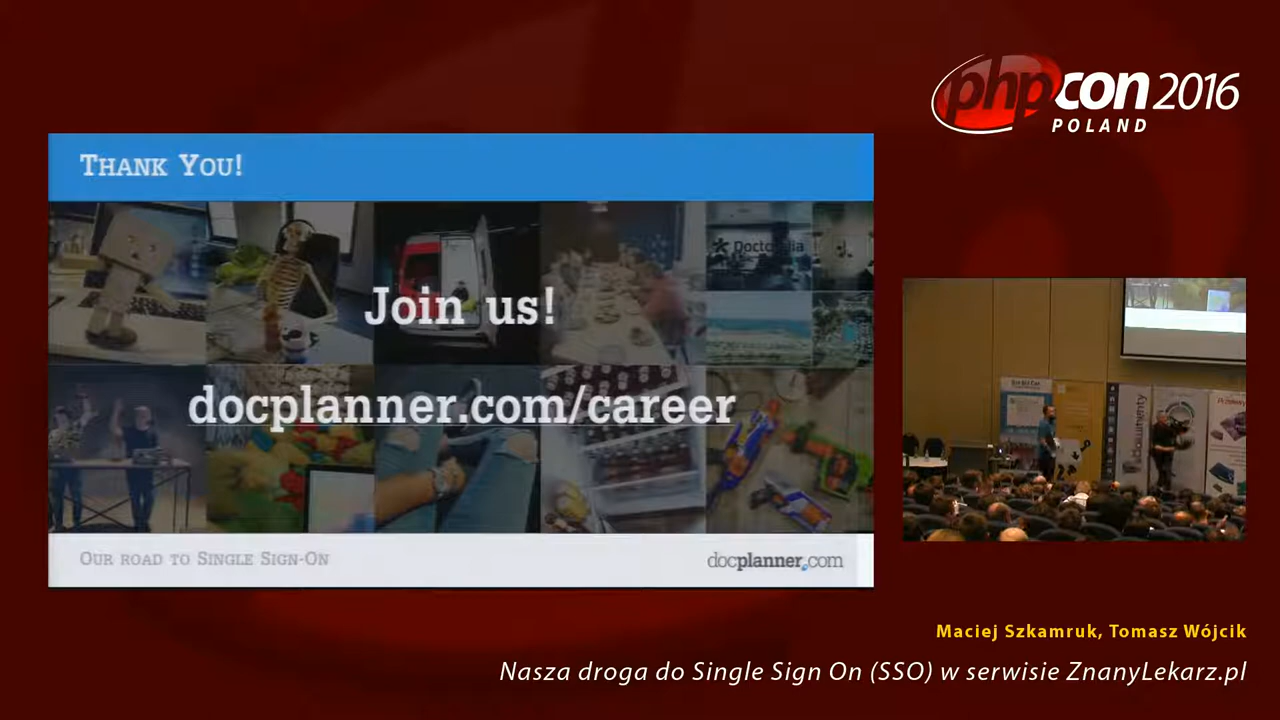 phpcon 2016
POLAND
Thank You!
Join us!
docplanner.com/career
Our road to Single Sign-On
docplanner.com
Maciej Szkamruk, Tomasz Wójcik
Nasza droga do Single Sign On (SSO) w serwisie ZnanyLekarz.pl